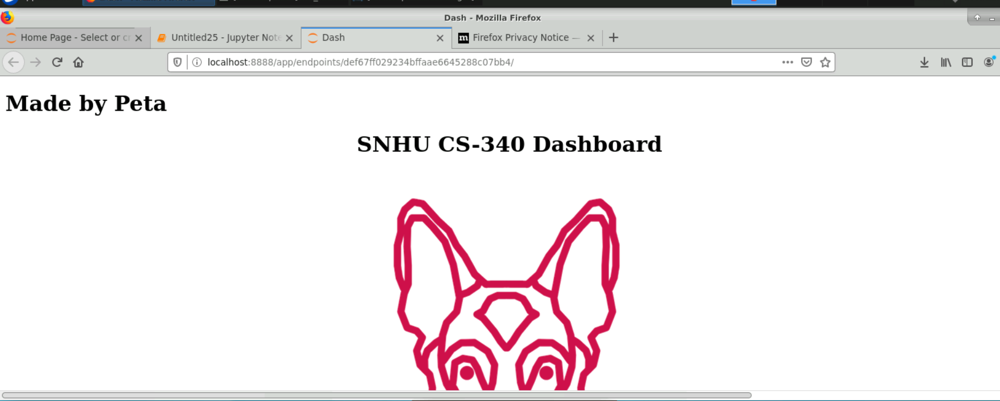 Dash - Mozilla Firefox
Home Page - Select or cr
Untitled25 - Jupyter Note
Dash
Firefox Privacy Notice —
localhost:8888/app/endpoints/def67ff029234bffaae6645288c07bb4/
Made by Peta
SNHU CS-340 Dashboard